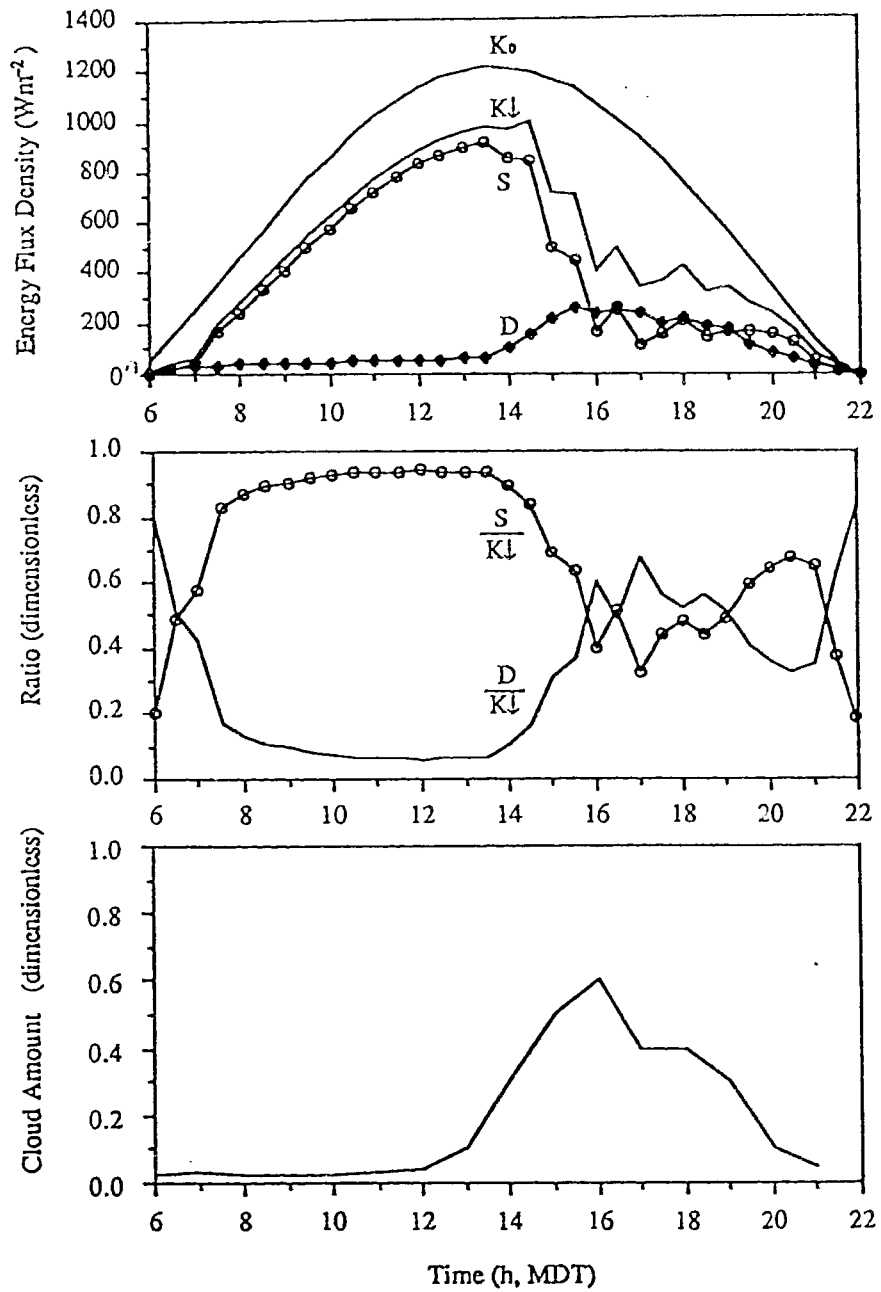 Energy Flux Density (Wm⁻²)
1400
1200
1000
800
600
400
200
0
K₀
K↓
S
D
6 8 10 12 14 16 18 20 22
Ratio (dimensionless)
1.0
0.8
0.6
0.4
0.2
0.0
S
K↓
D
K↓
6 8 10 12 14 16 18 20 22
Cloud Amount (dimensionless)
1.0
0.8
0.6
0.4
0.2
0.0
6 8 10 12 14 16 18 20 22
Time (h, MDT)